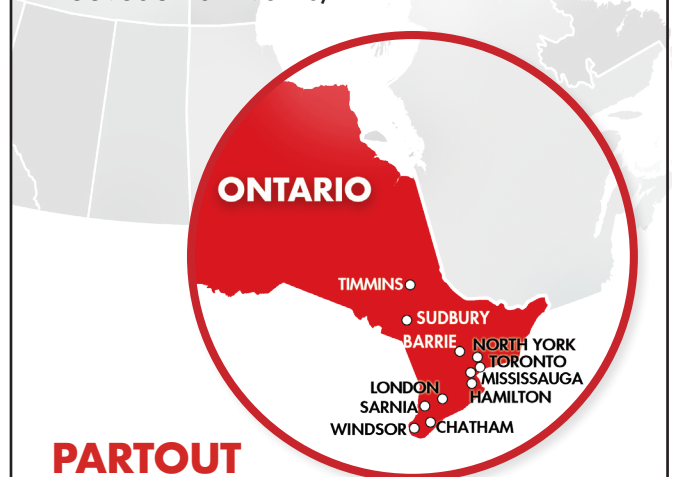 ONTARIO
TIMMINS
SUDBURY
BARRIE
NORTH YORK
TORONTO
MISSISSAUGA
HAMILTON
LONDON
SARNIA
WINDSOR
CHATHAM
PARTOUT